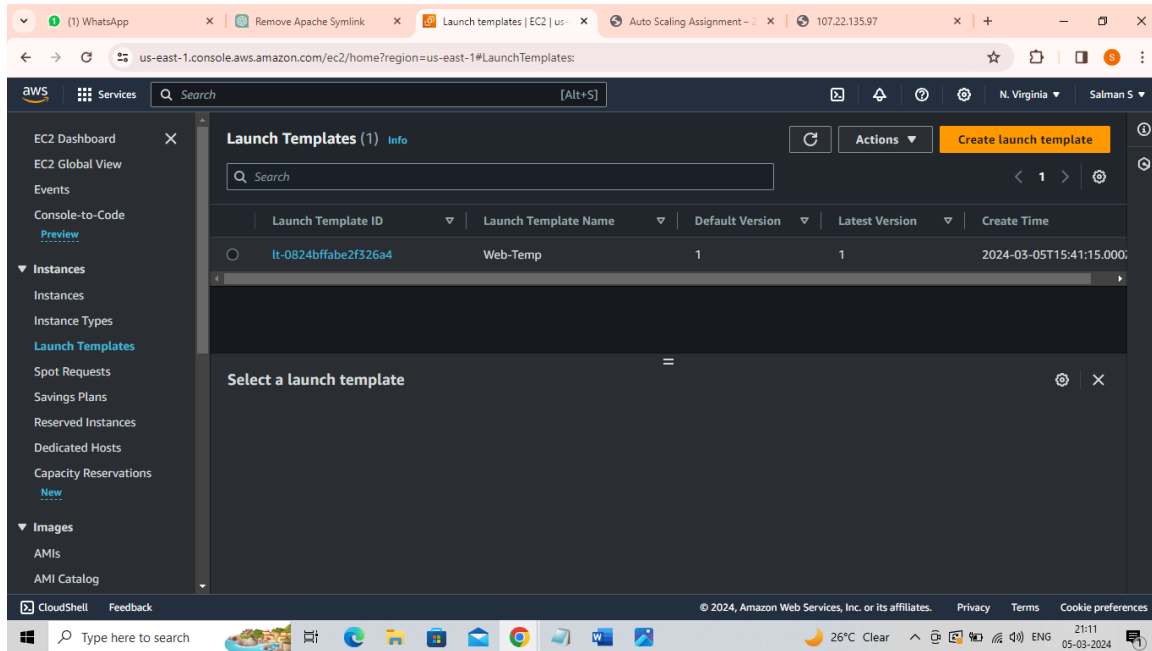 (1) WhatsApp
Remove Apache Symlink
Launch templates | EC2 | us-
Auto Scaling Assignment – 2
107.22.135.97
us-east-1.console.aws.amazon.com/ec2/home?region=us-east-1#LaunchTemplates:
S
aws Services Search [Alt+S] N. Virginia Salman S
EC2 Dashboard
EC2 Global View
Events
Console-to-Code
Preview
Instances
Instances
Instance Types
Launch Templates
Spot Requests
Savings Plans
Reserved Instances
Dedicated Hosts
Capacity Reservations
New
Images
AMIs
AMI Catalog
Launch Templates (1) Info
Actions
Create launch template
Search
1
Launch Template ID Launch Template Name Default Version Latest Version Create Time
lt-0824bffabe2f326a4 Web-Temp 1 1 2024-03-05T15:41:15.000
Select a launch template
CloudShell Feedback © 2024, Amazon Web Services, Inc. or its affiliates. Privacy Terms Cookie preferences
Type here to search
26°C Clear
ENG
21:11
05-03-2024
1